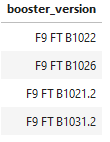 booster_version
F9 FT B1022
F9 FT B1026
F9 FT B1021.2
F9 FT B1031.2